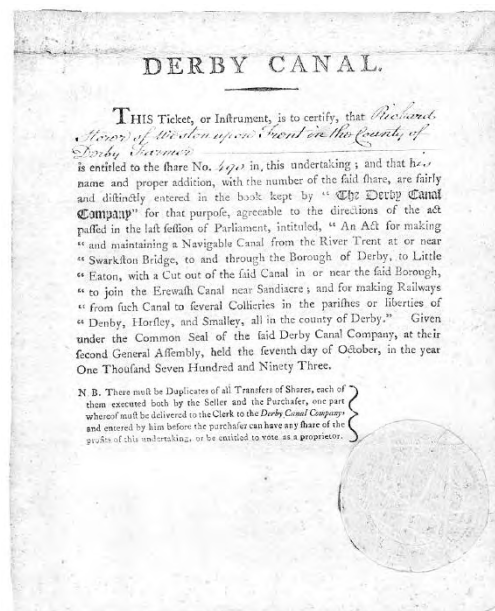 DERBY CANAL.
THIS Ticket, or Inſtrument, is to certify, that Richard
of Weston upon Trent in the County of
Derby Farmer
is entitled to the ſhare No. in, this undertaking; and that his
name and proper addition, with the number of the ſaid ſhare, are fairly
and diſtinctly entered in the book kept by "The Derby Canal
Company" for that purpoſe, agreeable to the directions of the act
paſſed in the laſt ſeſſion of Parliament, intituled, "An Act for making
"and maintaining a Navigable Canal from the River Trent at or near
"Swarkſton Bridge, to and through the Borough of Derby, to Little
"Eaton, with a Cut out of the ſaid Canal in or near the ſaid Borough,
"to join the Erewaſh Canal near Sandiacre; and for making Railways
"from ſuch Canal to ſeveral Collieries in the pariſhes or liberties of
"Denby, Horſley, and Smalley, all in the county of Derby." Given
under the Common Seal of the ſaid Derby Canal Company, at their
ſecond General Aſſembly, held the ſeventh day of October, in the year
One Thouſand Seven Hundred and Ninety Three.
N B. There muſt be Duplicates of all Transfers of Shares, each of
them executed both by the Seller and the Purchaſer, one part
whereof muſt be delivered to the Clerk to the Derby Canal Company,
and entered by him before the purchaſer can have any ſhare of the
profits of this undertaking, or be entitled to vote as a proprietor.